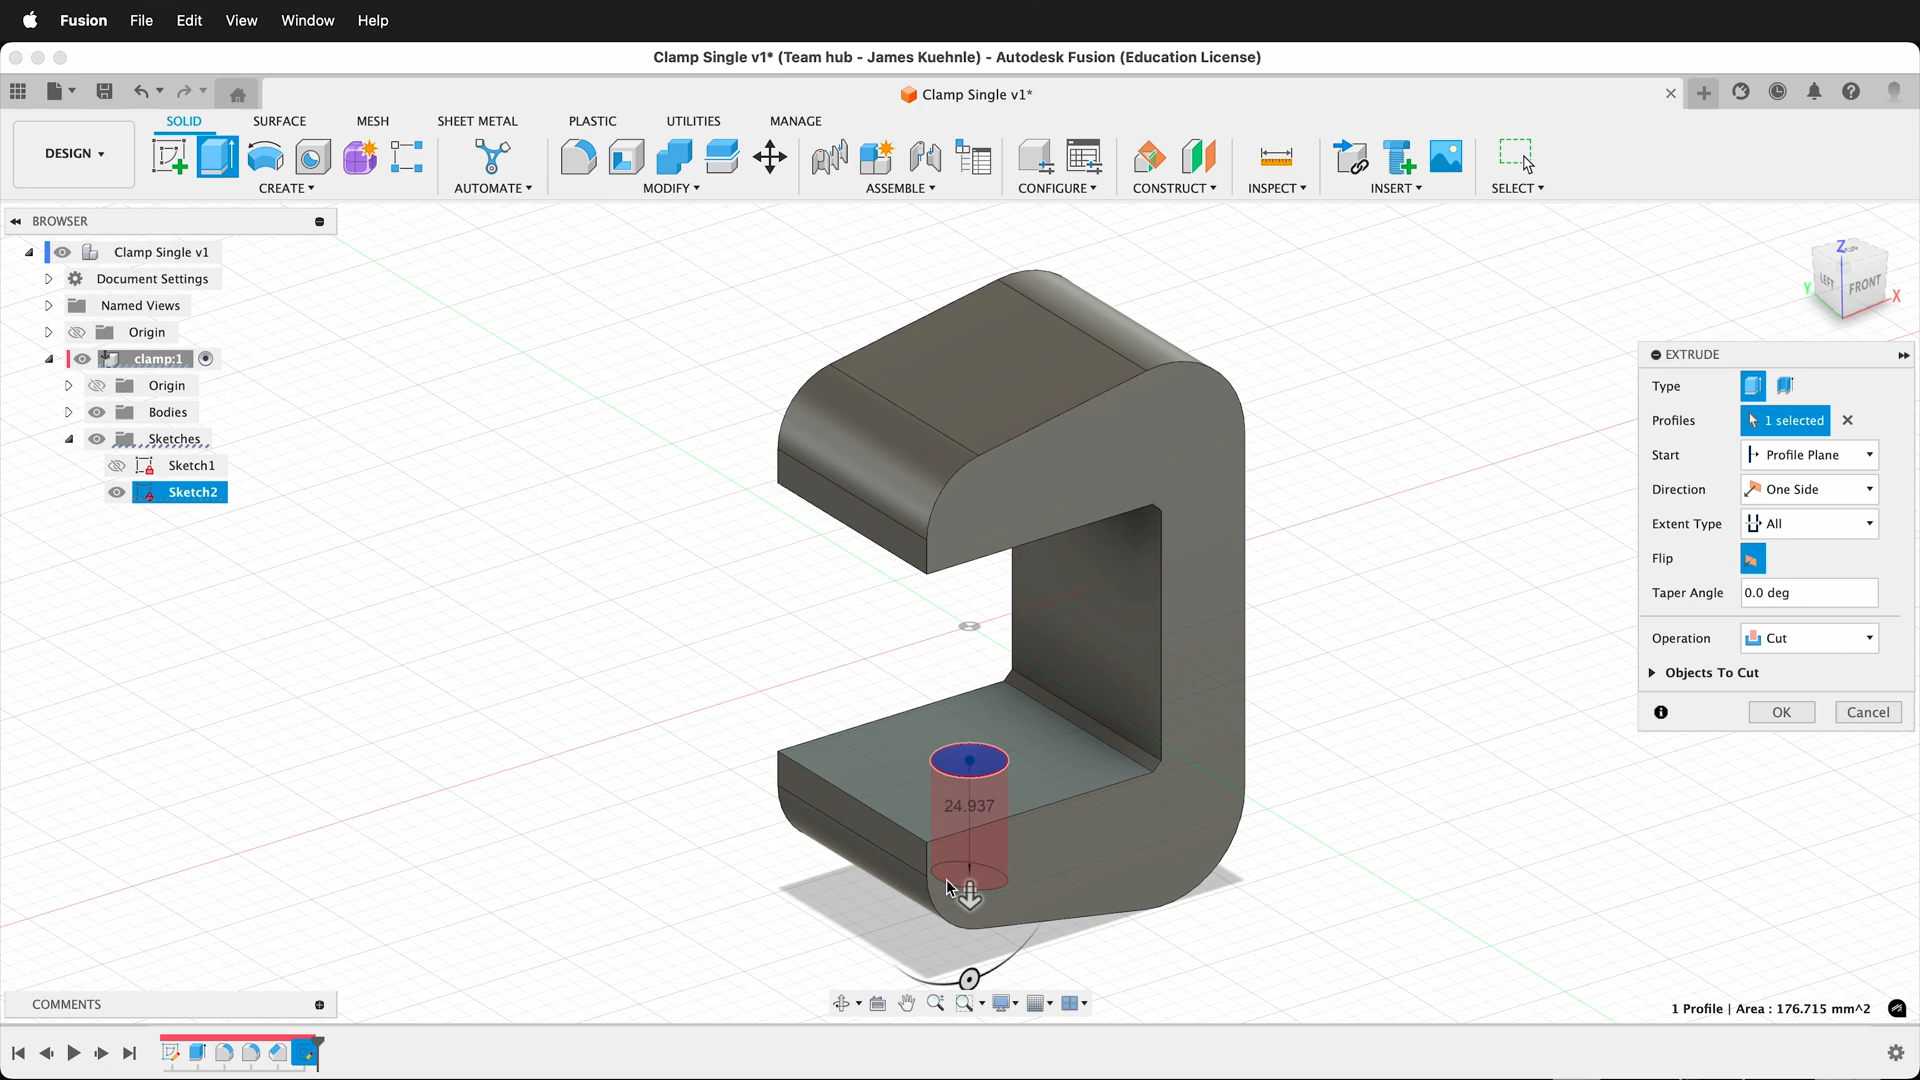 Fusion File Edit View Window Help
Clamp Single v1* (Team hub - James Kuehnle) - Autodesk Fusion (Education License)
Clamp Single v1*
SOLID SURFACE MESH SHEET METAL PLASTIC UTILITIES MANAGE
DESIGN
CREATE AUTOMATE MODIFY ASSEMBLE CONFIGURE CONSTRUCT INSPECT INSERT SELECT
BROWSER
Clamp Single v1
Document Settings
Named Views
Origin
clamp:1
Origin
Bodies
Sketches
Sketch1
Sketch2
Z
LEFT FRONT
Y X
EXTRUDE
Type
Profiles 1 selected
Start Profile Plane
Direction One Side
Extent Type All
Flip
Taper Angle 0.0 deg
Operation Cut
Objects To Cut
OK Cancel
24.937
COMMENTS
1 Profile | Area : 176.715 mm^2